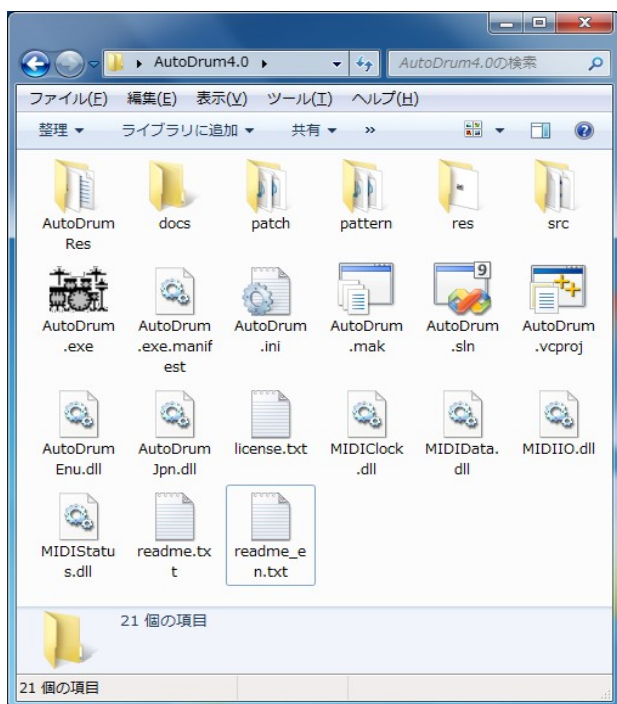 AutoDrum4.0
AutoDrum4.0の検索
ファイル(F) 編集(E) 表示(V) ツール(T) ヘルプ(H)
整理 ライブラリに追加 共有 »
AutoDrum
Res
docs
patch
pattern
res
src
AutoDrum
.exe
AutoDrum
.exe.manif
est
AutoDrum
.ini
AutoDrum
.mak
9
AutoDrum
.sln
AutoDrum
.vcproj
AutoDrum
Enu.dll
AutoDrum
Jpn.dll
license.txt
MIDIClock
.dll
MIDIData.
dll
MIDIIO.dll
MIDIStatu
s.dll
readme.tx
t
readme_e
n.txt
21 個の項目
21 個の項目